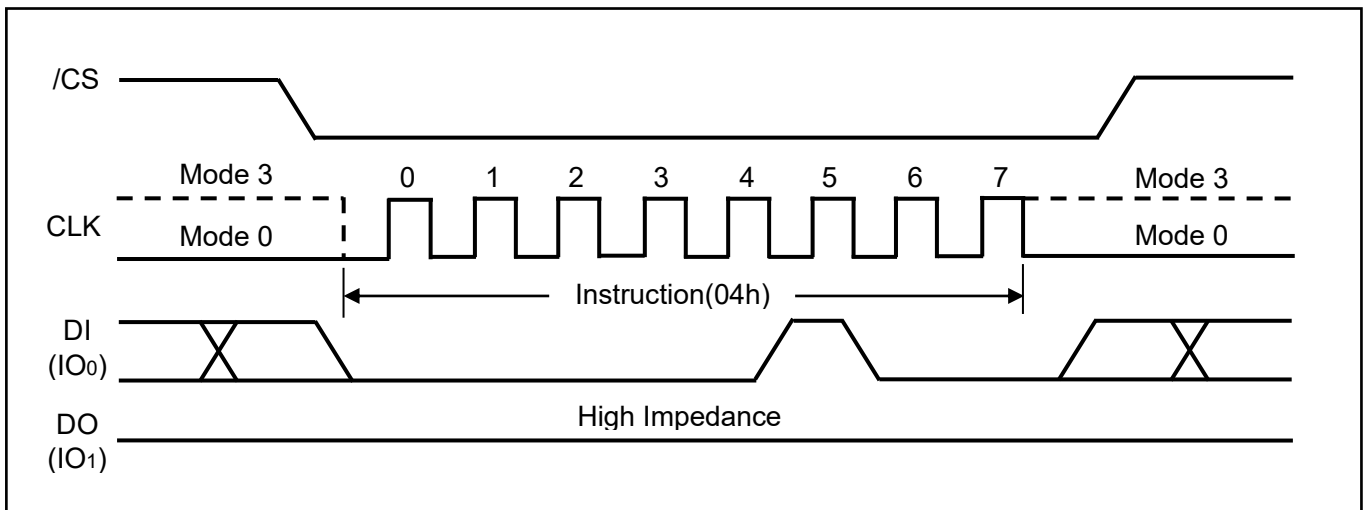 /CS
Mode 3 0 1 2 3 4 5 6 7 Mode 3
CLK
Mode 0 Mode 0
Instruction(04h)
DI
(IO0)
High Impedance
DO
(IO1)